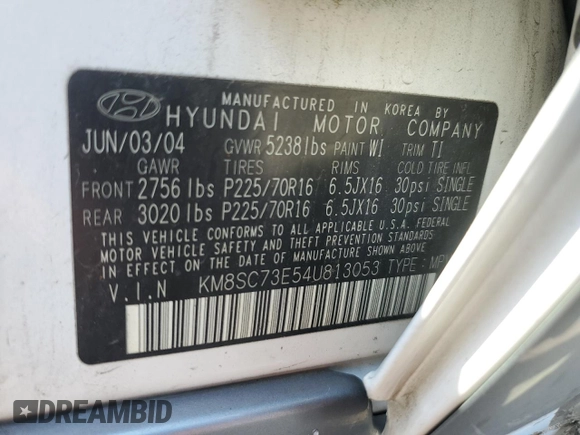 MANUFACTURED IN KOREA BY
HYUNDAI MOTOR COMPANY
JUN/03/04 GVWR 5238lbs PAINT WI TRIM TI
GAWR TIRES RIMS COLD TIRE INFL
FRONT 2756 lbs P225/70R16 6.5JX16 30psi SINGLE
REAR 3020 lbs P225/70R16 6.5JX16 30psi SINGLE
THIS VEHICLE CONFORMS TO ALL APPLICABLE U.S.A. FEDERAL
MOTOR VEHICLE SAFETY AND THEFT PREVENTION STANDARDS
IN EFFECT ON THE DATE OF MANUFACTURE SHOWN ABOVE.
V.I.N KM8SC73E54U813053 TYPE :
DREAMBID